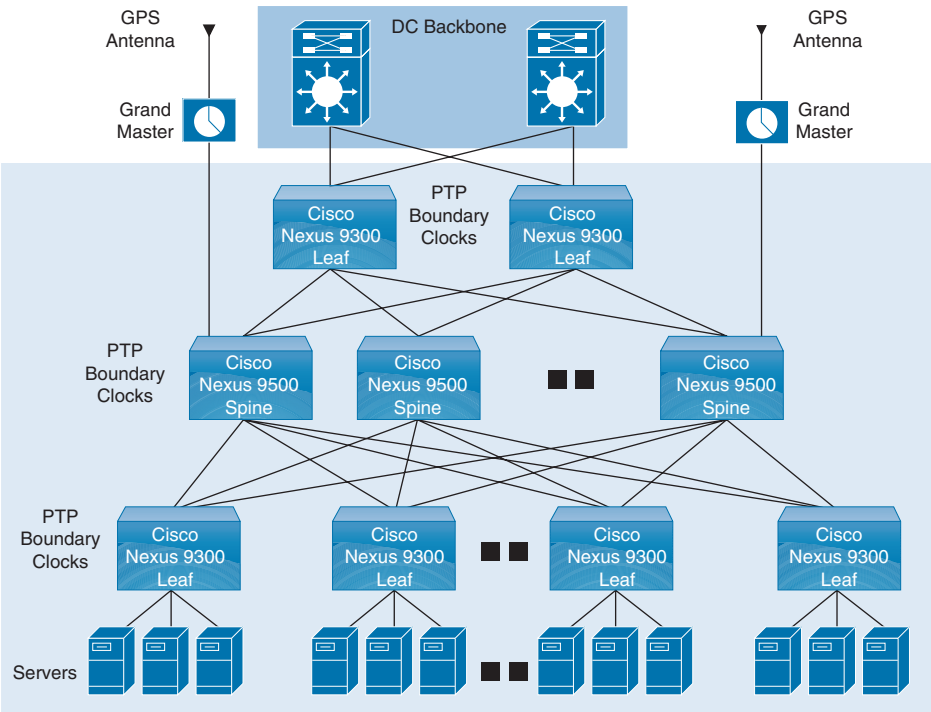 GPS
Antenna
DC Backbone
GPS
Antenna
Grand
Master
Grand
Master
Cisco
Nexus 9300
Leaf
PTP
Boundary
Clocks
Cisco
Nexus 9300
Leaf
PTP
Boundary
Clocks
Cisco
Nexus 9500
Spine
Cisco
Nexus 9500
Spine
Cisco
Nexus 9500
Spine
PTP
Boundary
Clocks
Cisco
Nexus 9300
Leaf
Cisco
Nexus 9300
Leaf
Cisco
Nexus 9300
Leaf
Cisco
Nexus 9300
Leaf
Servers